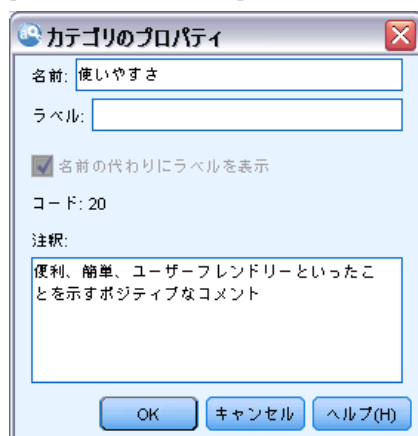 カテゴリのプロパティ
名前: 使いやすさ
ラベル:
名前の代わりにラベルを表示
コード: 20
注釈:
便利、簡単、ユーザーフレンドリーといったこ
とを示すポジティブなコメント
OK キャンセル ヘルプ(H)